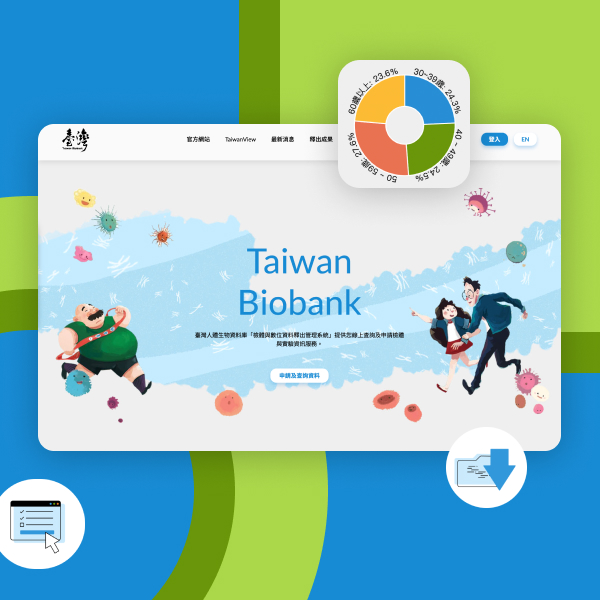 60歲以上: 23.6%
30~39歲: 24.3%
40 ~ 49歲: 24.5%
50 ~ 59歲: 27.6%
臺灣
官方網站
TaiwanView
最新消息
釋出成果
登入
EN
Taiwan
Biobank
臺灣人體生物資料庫「檢體與數位資料釋出管理系統」提供您線上查詢及申請檢體
與實驗資訊服務。
申請及查詢資料